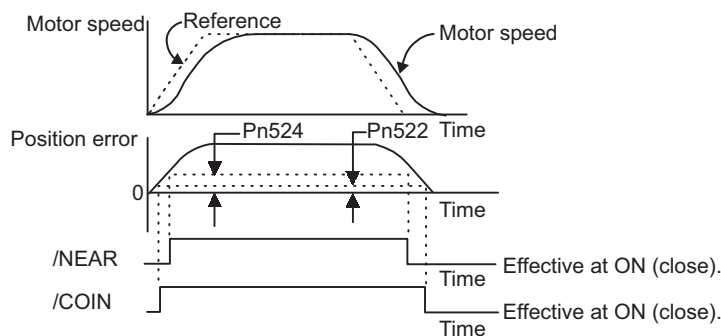 Motor speed
Reference
Motor speed
Time
Position error
Pn524
Pn522
0
Time
/NEAR
Effective at ON (close).
Time
/COIN
Effective at ON (close).
Time